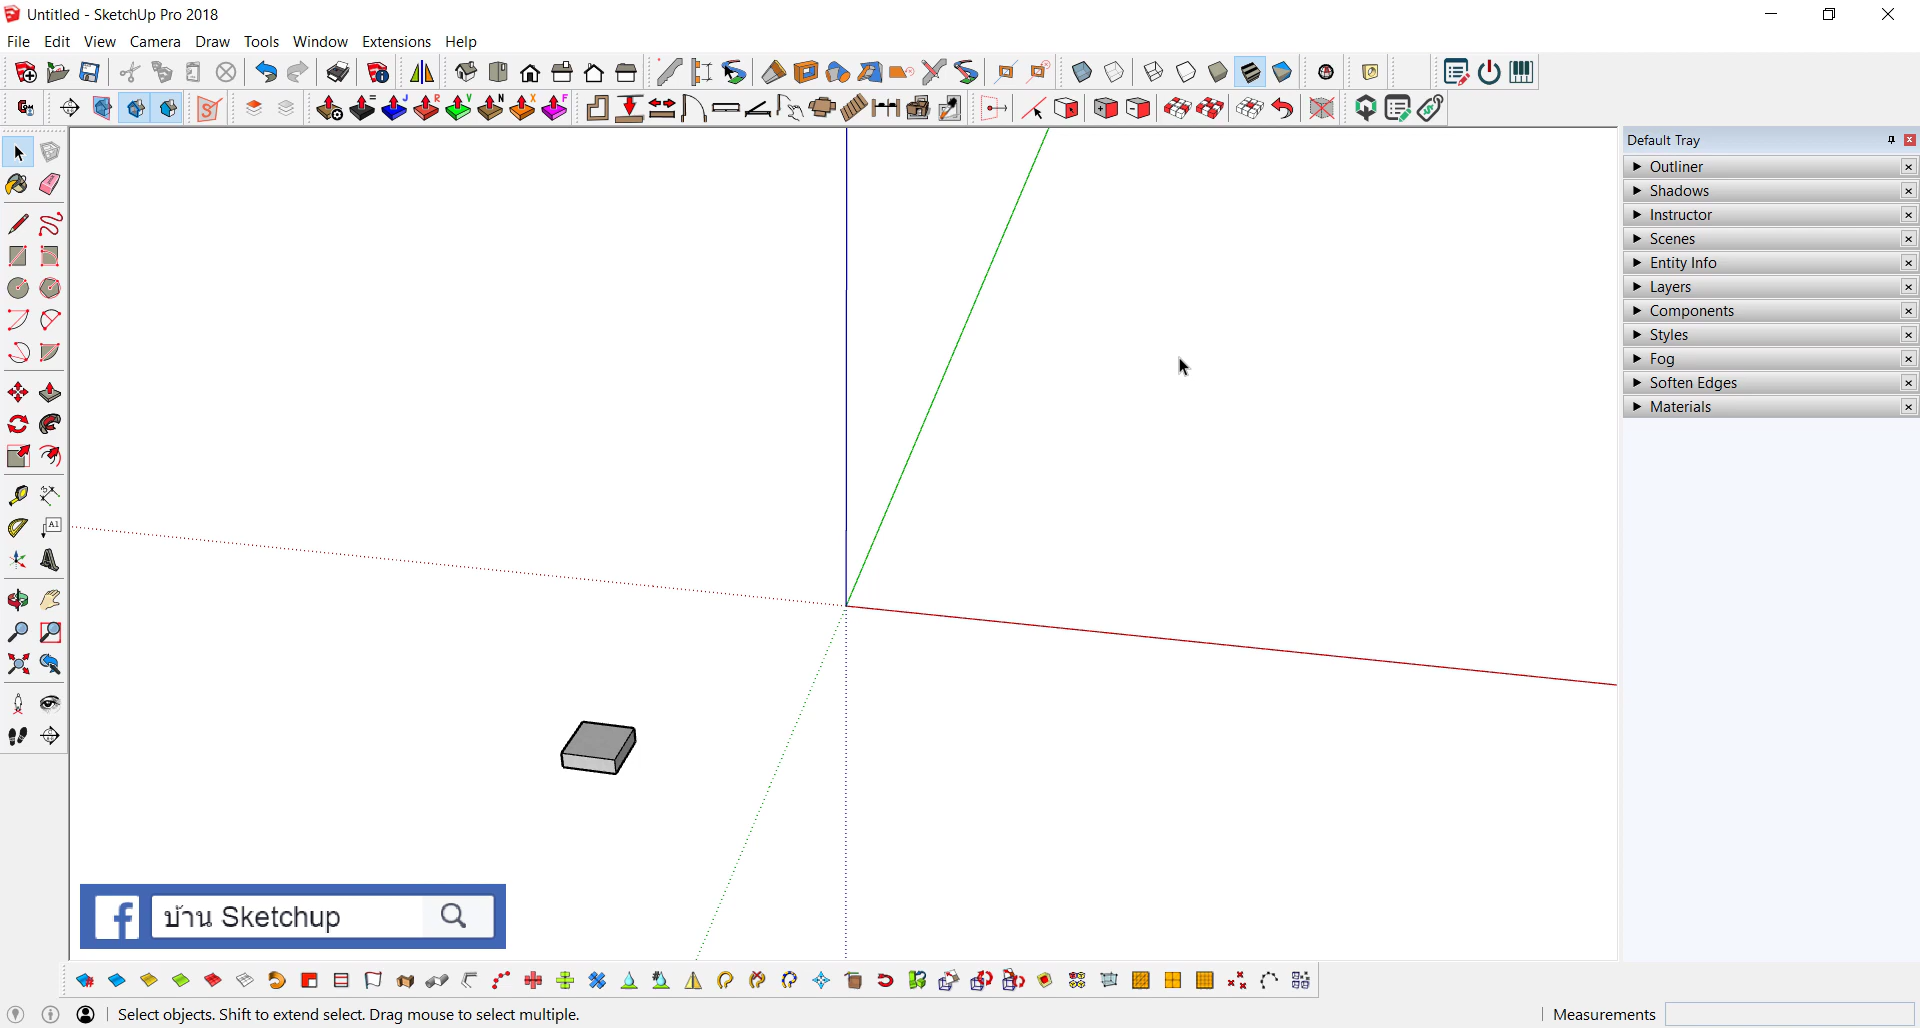 Untitled - SketchUp Pro 2018
File Edit View Camera Draw Tools Window Extensions Help
Default Tray
Outliner
Shadows
Instructor
Scenes
Entity Info
Layers
Components
Styles
Fog
Soften Edges
Materials
บ้าน Sketchup
Select objects. Shift to extend select. Drag mouse to select multiple.
Measurements